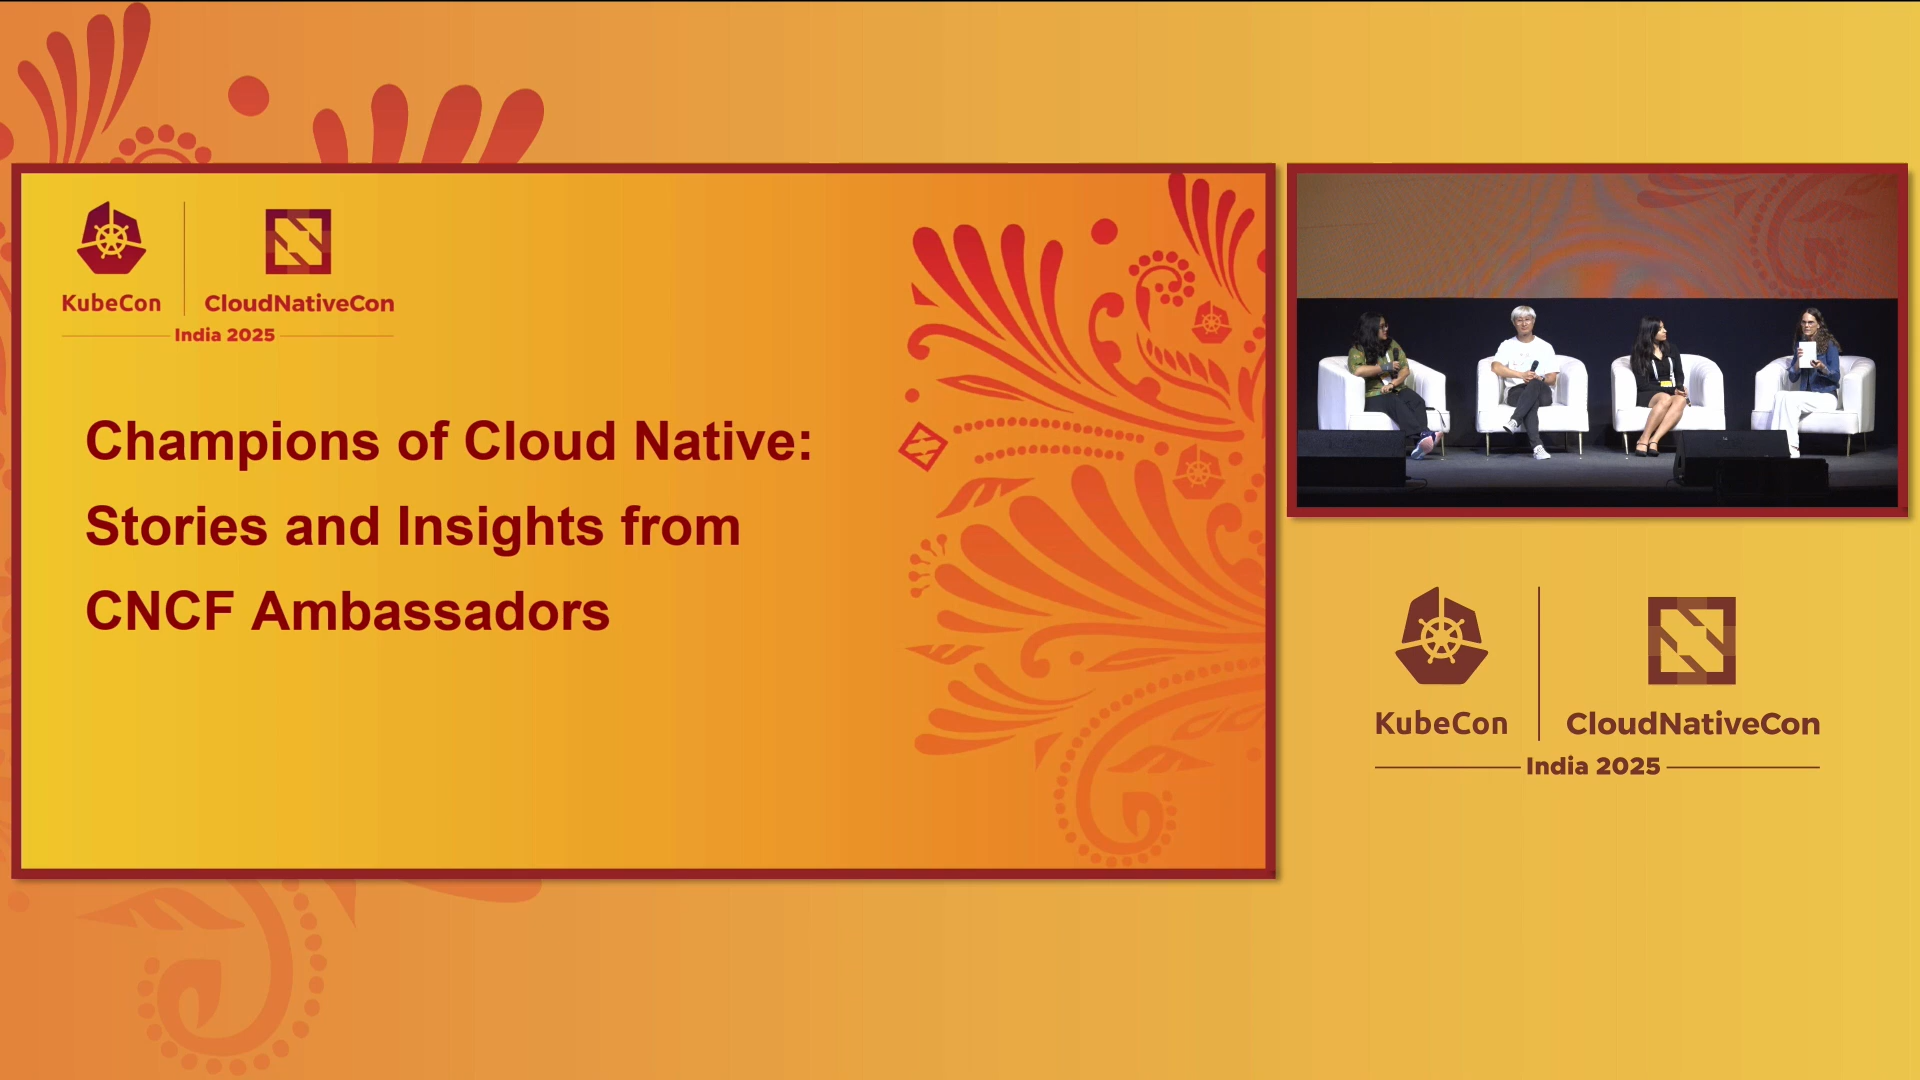 KubeCon
CloudNativeCon
India 2025
Champions of Cloud Native:
Stories and Insights from
CNCF Ambassadors
KubeCon
CloudNativeCon
India 2025